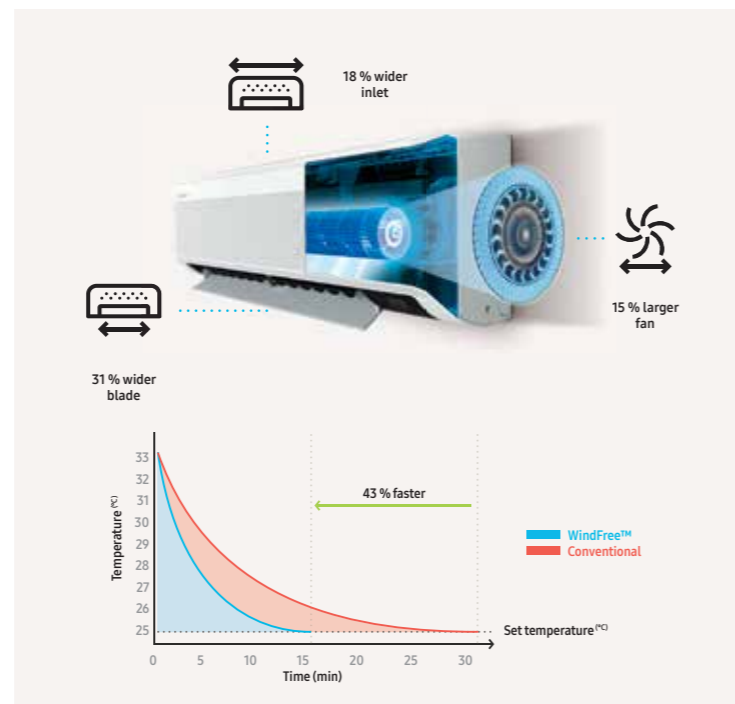 18 % wider
inlet
15 % larger
fan
31 % wider
blade
Temperature (°C)
33
32
31
30
29
28
27
26
25
43 % faster
WindFree™
Conventional
Set temperature (°C)
0 5 10 15 20 25 30
Time (min)